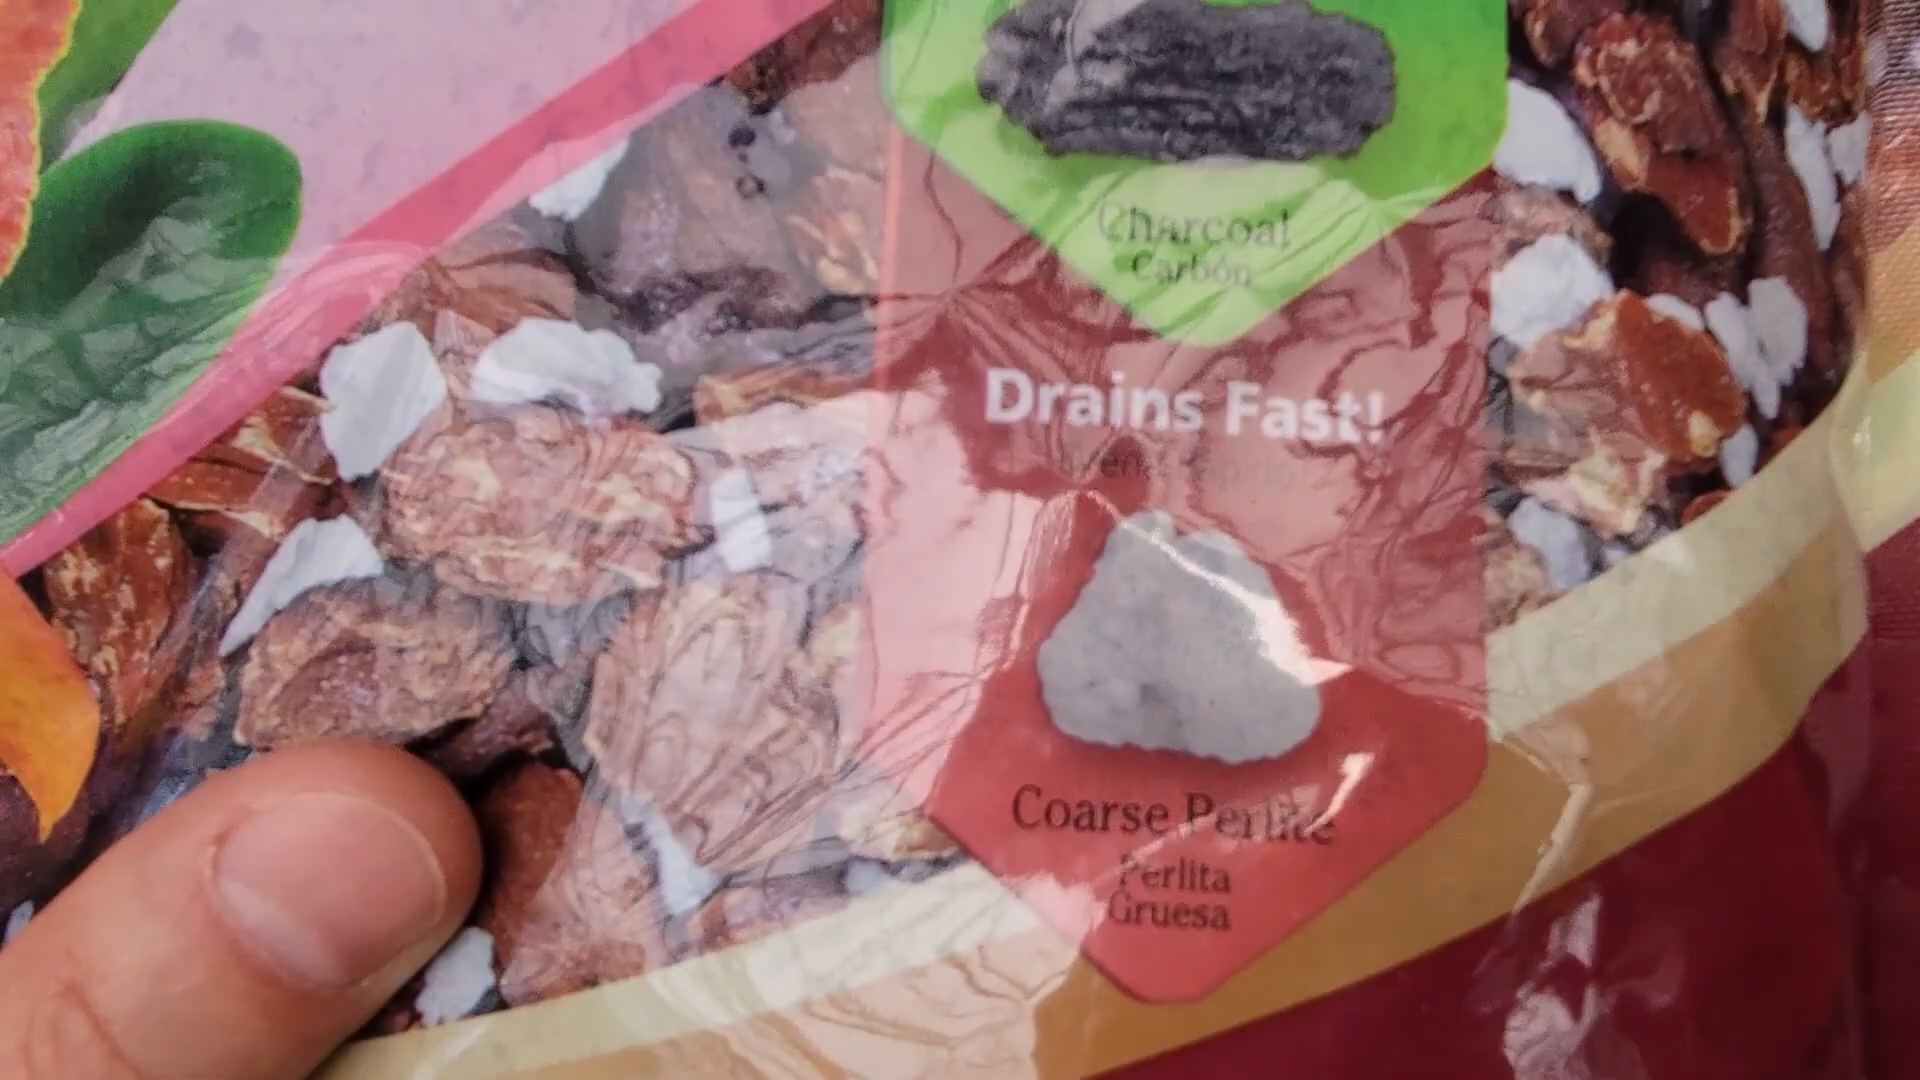 Charcoal
Carbón
Drains Fast!
Coarse Perlite
Perlita
Gruesa